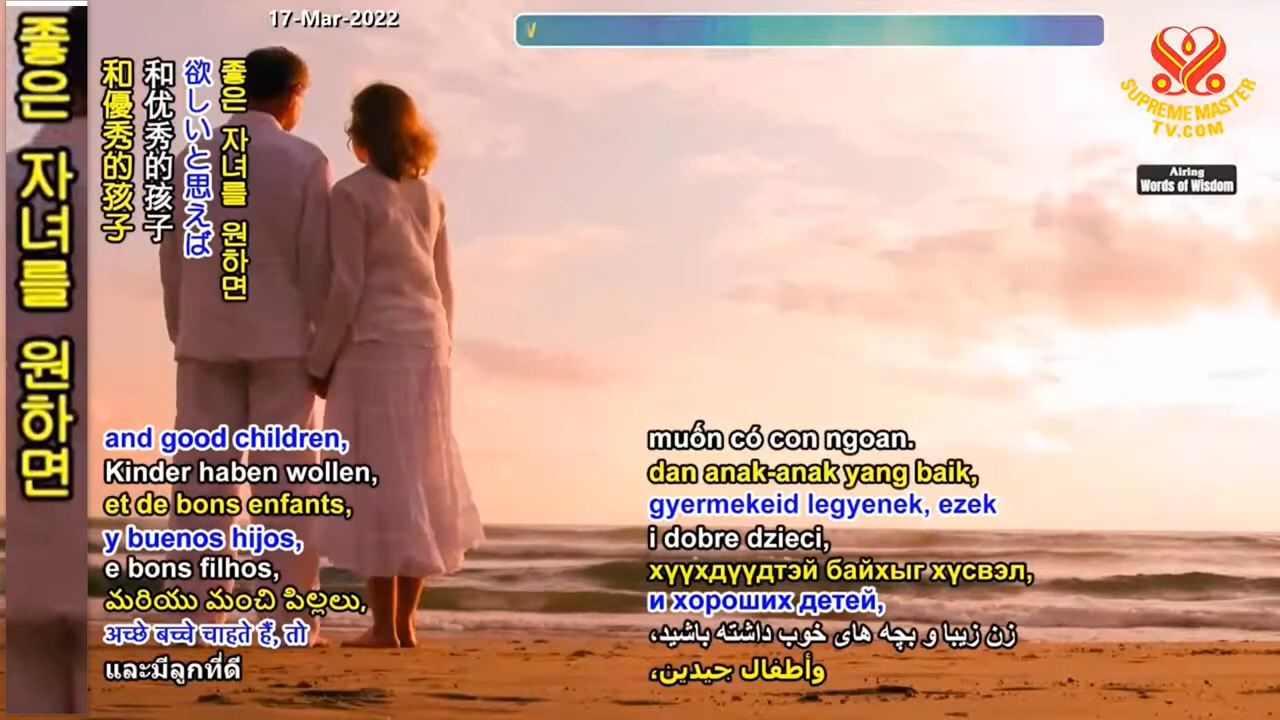 좋은 자녀를 원하면
17-Mar-2022
V
SUPREME MASTER
TV.COM
Airing
Words of Wisdom
좋은 자녀를 원하면
欲しいと思えば
和优秀的孩子
和優秀的孩子
and good children,
Kinder haben wollen,
et de bons enfants,
y buenos hijos,
e bons filhos,
మరియు మంచి పిల్లలు,
अच्छे बच्चे चाहते हैं, तो
และมีลูกที่ดี
muốn có con ngoan.
dan anak-anak yang baik,
gyermekeid legyenek, ezek
i dobre dzieci,
хүүхдүүдтэй байхыг хүсвэл,
и хороших детей,
زن زیبا و بچه های خوب داشته باشید،
وأطفال جيدين،